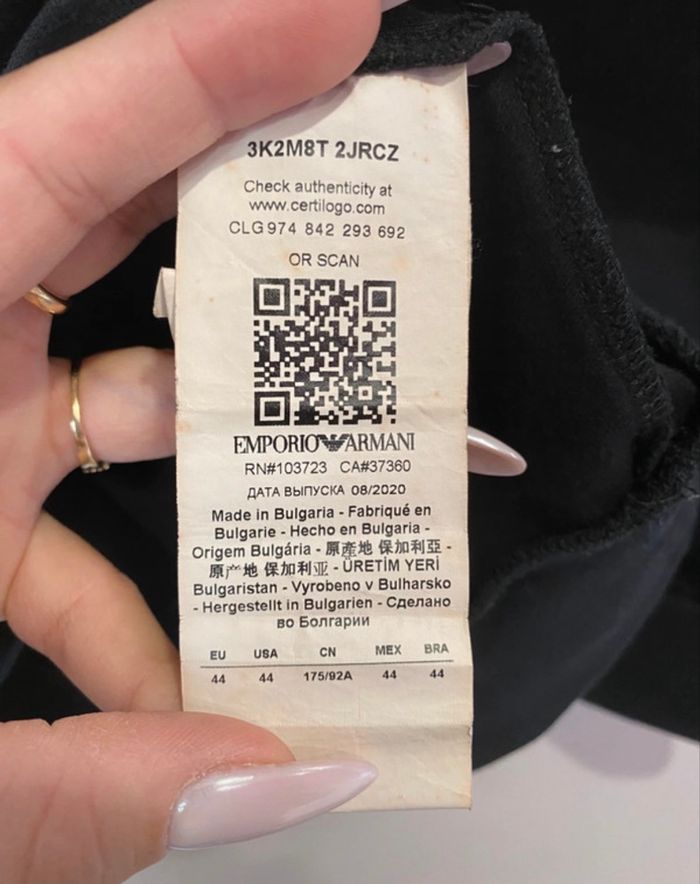 3K2M8T 2JRCZ
Check authenticity at
www.certilogo.com
CLG 974 842 293 692
OR SCAN
EMPORIO ARMANI
RN#103723 CA#37360
ДАТА ВЫПУСКА 08/2020
Made in Bulgaria - Fabriqué en
Bulgarie - Hecho en Bulgaria -
Origem Bulgária - 原產地 保加利亞 -
原产地 保加利亚 - ÜRETİM YERİ
Bulgaristan - Vyrobeno v Bulharsko
- Hergestellt in Bulgarien - Сделано
во Болгарии
EU USA CN MEX BRA
44 44 175/92A 44 44